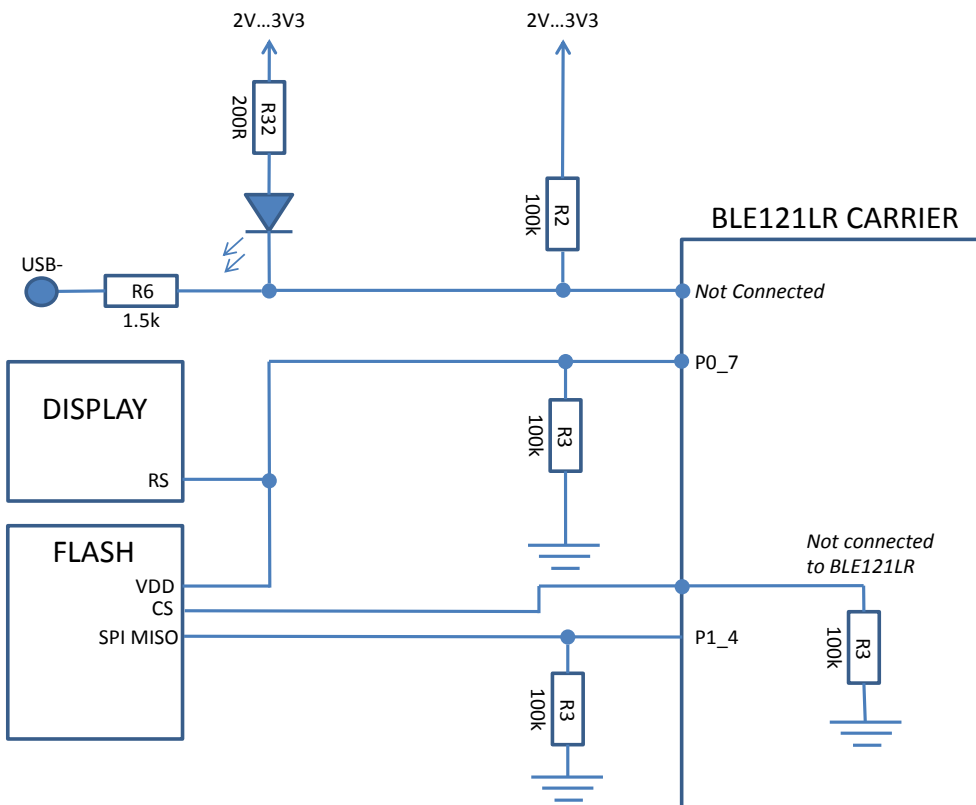 2V...3V3
2V...3V3
R32
200R
R2
100k
BLE121LR CARRIER
USB-
R6
1.5k
Not Connected
P0_7
DISPLAY
RS
R3
100k
FLASH
VDD
CS
SPI MISO
Not connected
to BLE121LR
P1_4
R3
100k
R3
100k